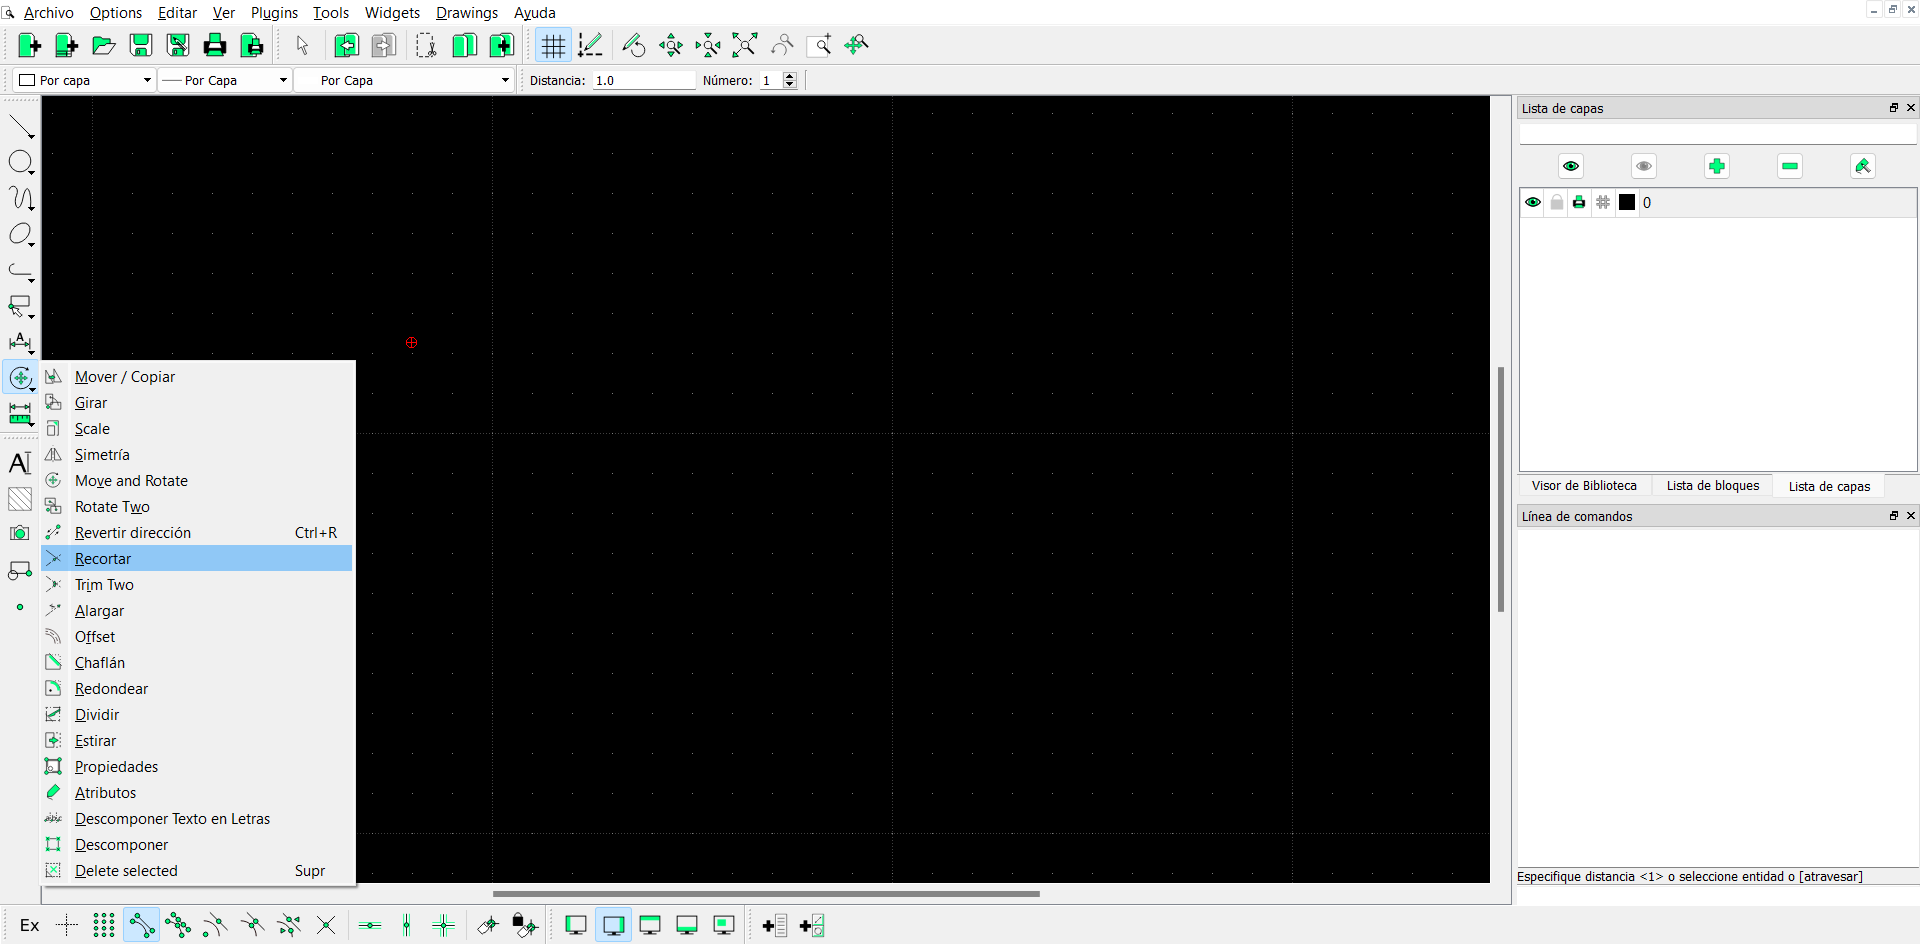 Archivo Options Editar Ver Plugins Tools Widgets Drawings Ayuda
Por capa Por Capa Por Capa Distancia: 1.0 Número: 1
Lista de capas
0
Visor de Biblioteca Lista de bloques Lista de capas
Línea de comandos
Especifique distancia <1> o seleccione entidad o [atravesar]
A
Mover / Copiar
Girar
Scale
Simetría
Move and Rotate
Rotate Two
Revertir dirección Ctrl+R
Recortar
Trim Two
Alargar
Offset
Chaflán
Redondear
Dividir
Estirar
Propiedades
Atributos
Descomponer Texto en Letras
Descomponer
Delete selected Supr
A
Ex